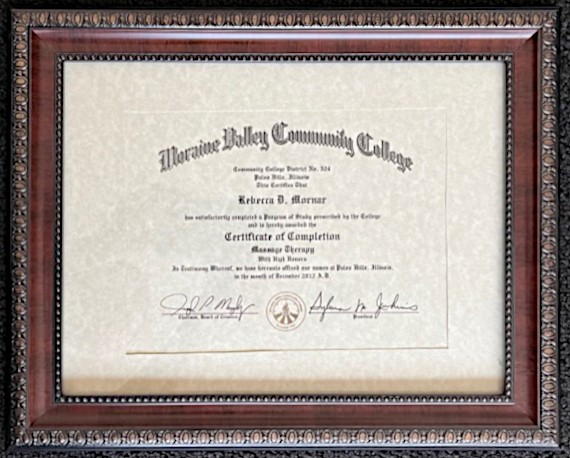 Moraine Valley Community College
Community College District No. 524
Palos Hills, Illinois
This Certifies That
Rebecca D. Mornar
has satisfactorily completed a Program of Study prescribed by the College
and is hereby awarded the
Certificate of Completion
Massage Therapy
With High Honors
In Testimony Whereof, we have hereunto affixed our names at Palos Hills, Illinois,
in the month of December 2012 A.D.
Chairman, Board of Trustees
President